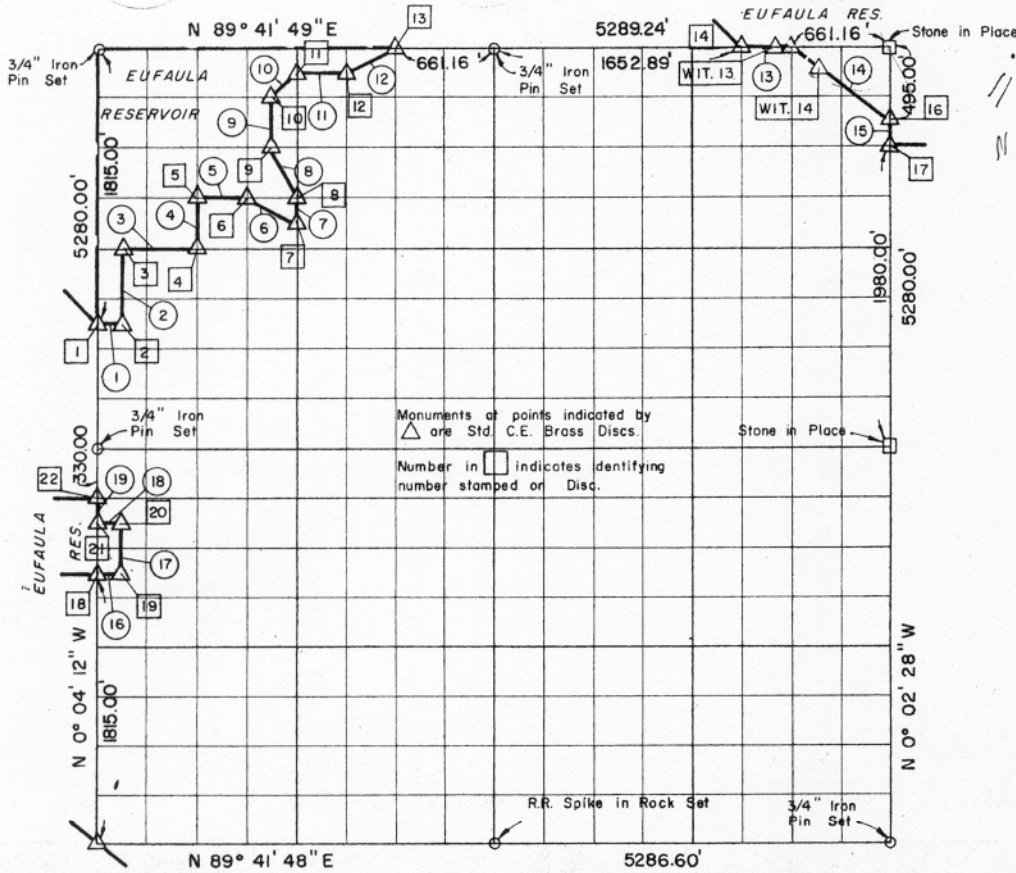 N 89° 41' 49" E
13
5289.24'
EUFAULA RES.
14
661.16'
Stone in Place
3/4" Iron
Pin Set
EUFAULA
RESERVOIR
10
11
12
661.16'
11
12
3/4" Iron
Pin Set
1652.89'
WIT. 13
13
WIT. 14
14
495.00'
16
15
17
N
9
10
9
8
8
7
7
5
5
6
6
4
3
3
4
1815.00'
5280.00'
2
1
2
1
1980.00'
5280.00'
3/4" Iron
Pin Set
330.00
Monuments at points indicated by
△ are Std. C.E. Brass Discs.
Number in □ indicates identifying
number stamped on Disc.
Stone in Place
22
19
18
20
21
17
EUFAULA
RES.
18
16
19
N 0° 04' 12" W
1815.00'
N 0° 02' 28" W
R.R. Spike in Rock Set
3/4" Iron
Pin Set
N 89° 41' 48" E
5286.60'